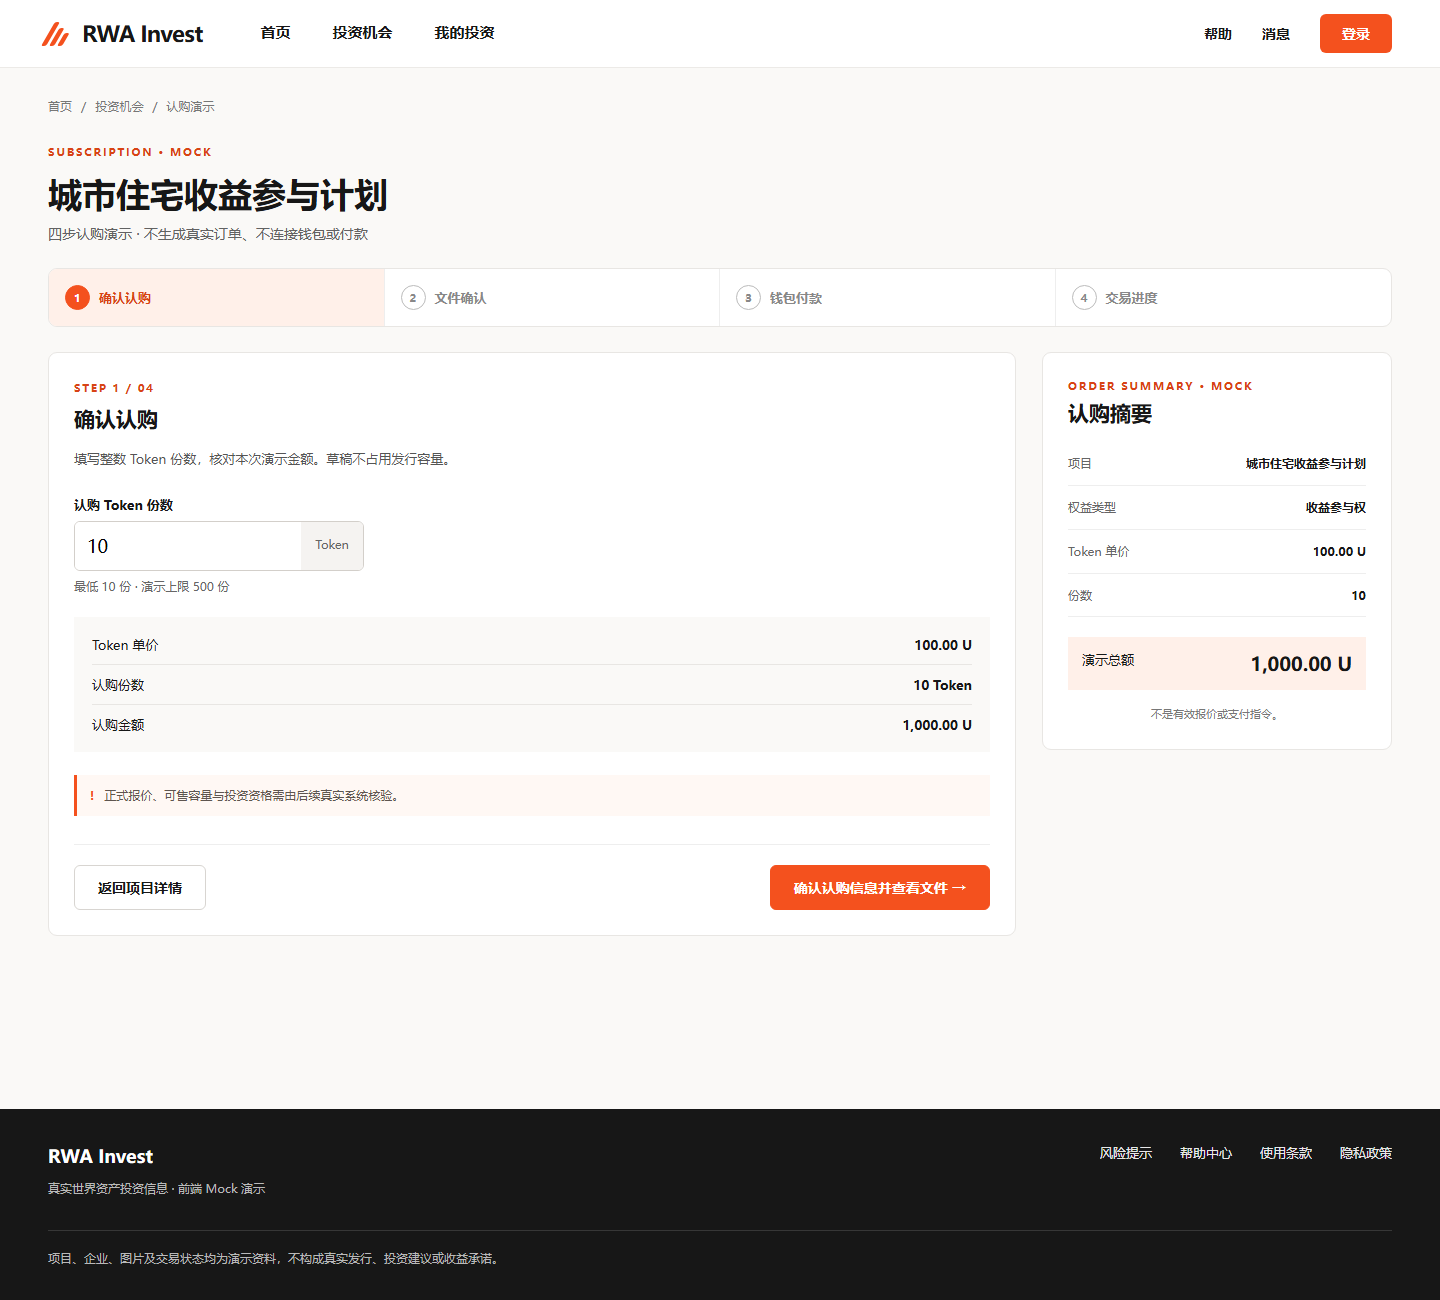 RWA Invest
首页
投资机会
我的投资
帮助
消息
登录
首页 / 投资机会 / 认购演示
SUBSCRIPTION • MOCK
城市住宅收益参与计划
四步认购演示 · 不生成真实订单、不连接钱包或付款
1 确认认购
2 文件确认
3 钱包付款
4 交易进度
STEP 1 / 04
确认认购
填写整数 Token 份数，核对本次演示金额。草稿不占用发行容量。
认购 Token 份数
10 Token
最低 10 份 · 演示上限 500 份
Token 单价 100.00 U
认购份数 10 Token
认购金额 1,000.00 U
! 正式报价、可售容量与投资资格需由后续真实系统核验。
返回项目详情
确认认购信息并查看文件 →
ORDER SUMMARY • MOCK
认购摘要
项目 城市住宅收益参与计划
权益类型 收益参与权
Token 单价 100.00 U
份数 10
演示总额 1,000.00 U
不是有效报价或支付指令。
RWA Invest
真实世界资产投资信息 · 前端 Mock 演示
风险提示
帮助中心
使用条款
隐私政策
项目、企业、图片及交易状态均为演示资料，不构成真实发行、投资建议或收益承诺。